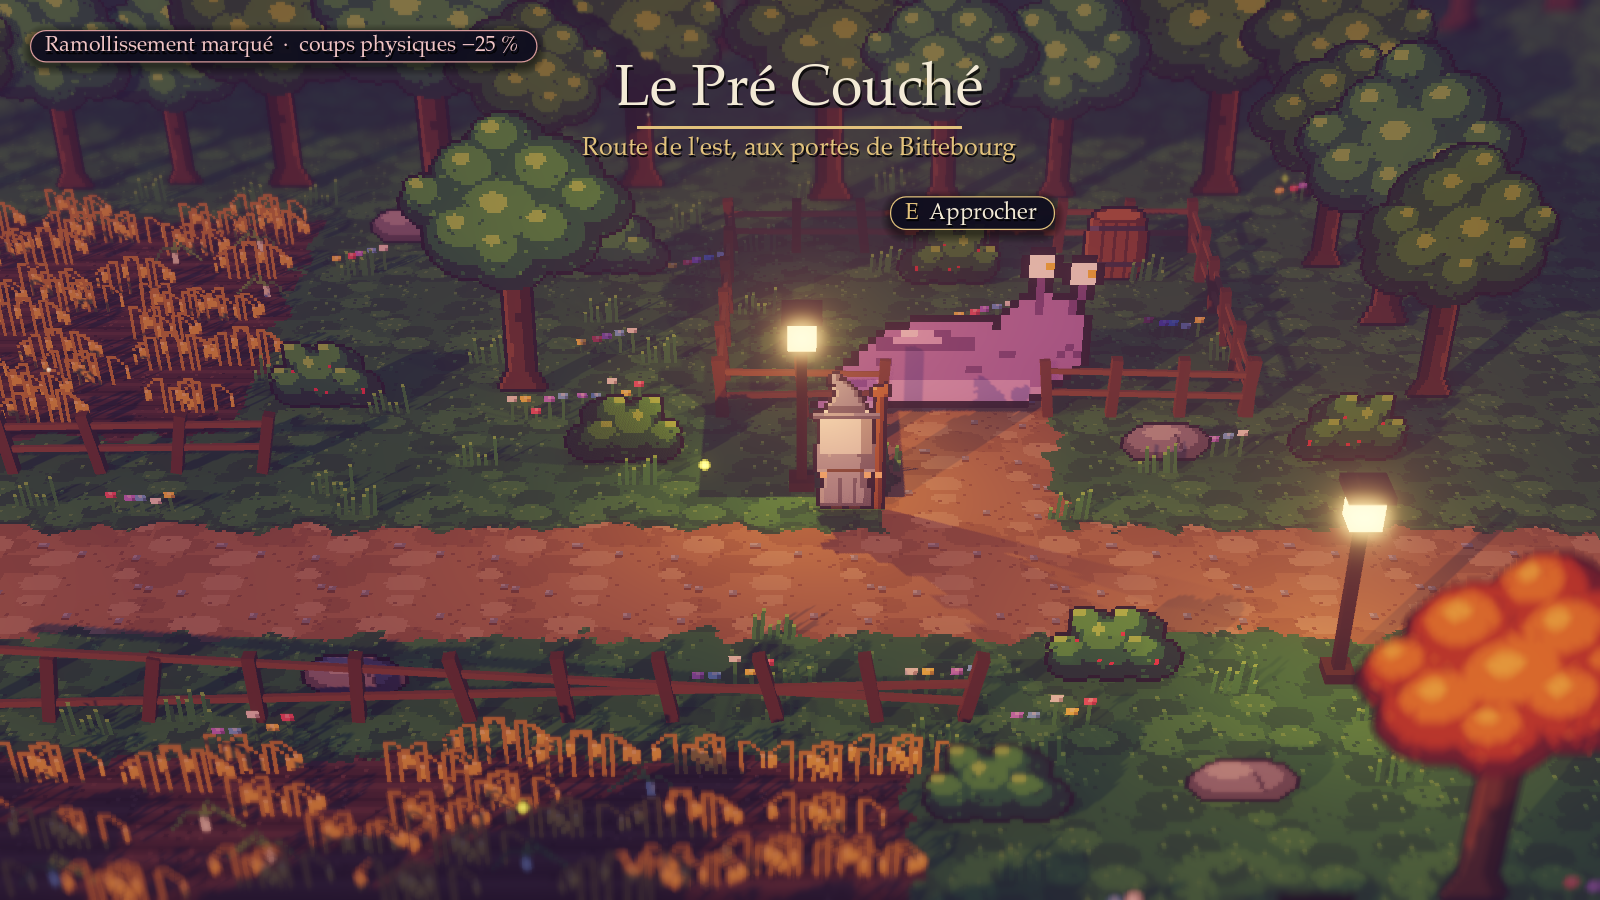 Ramollissement marqué · coups physiques −25 %
Le Pré Couché
Route de l'est, aux portes de Bittebourg
E Approcher